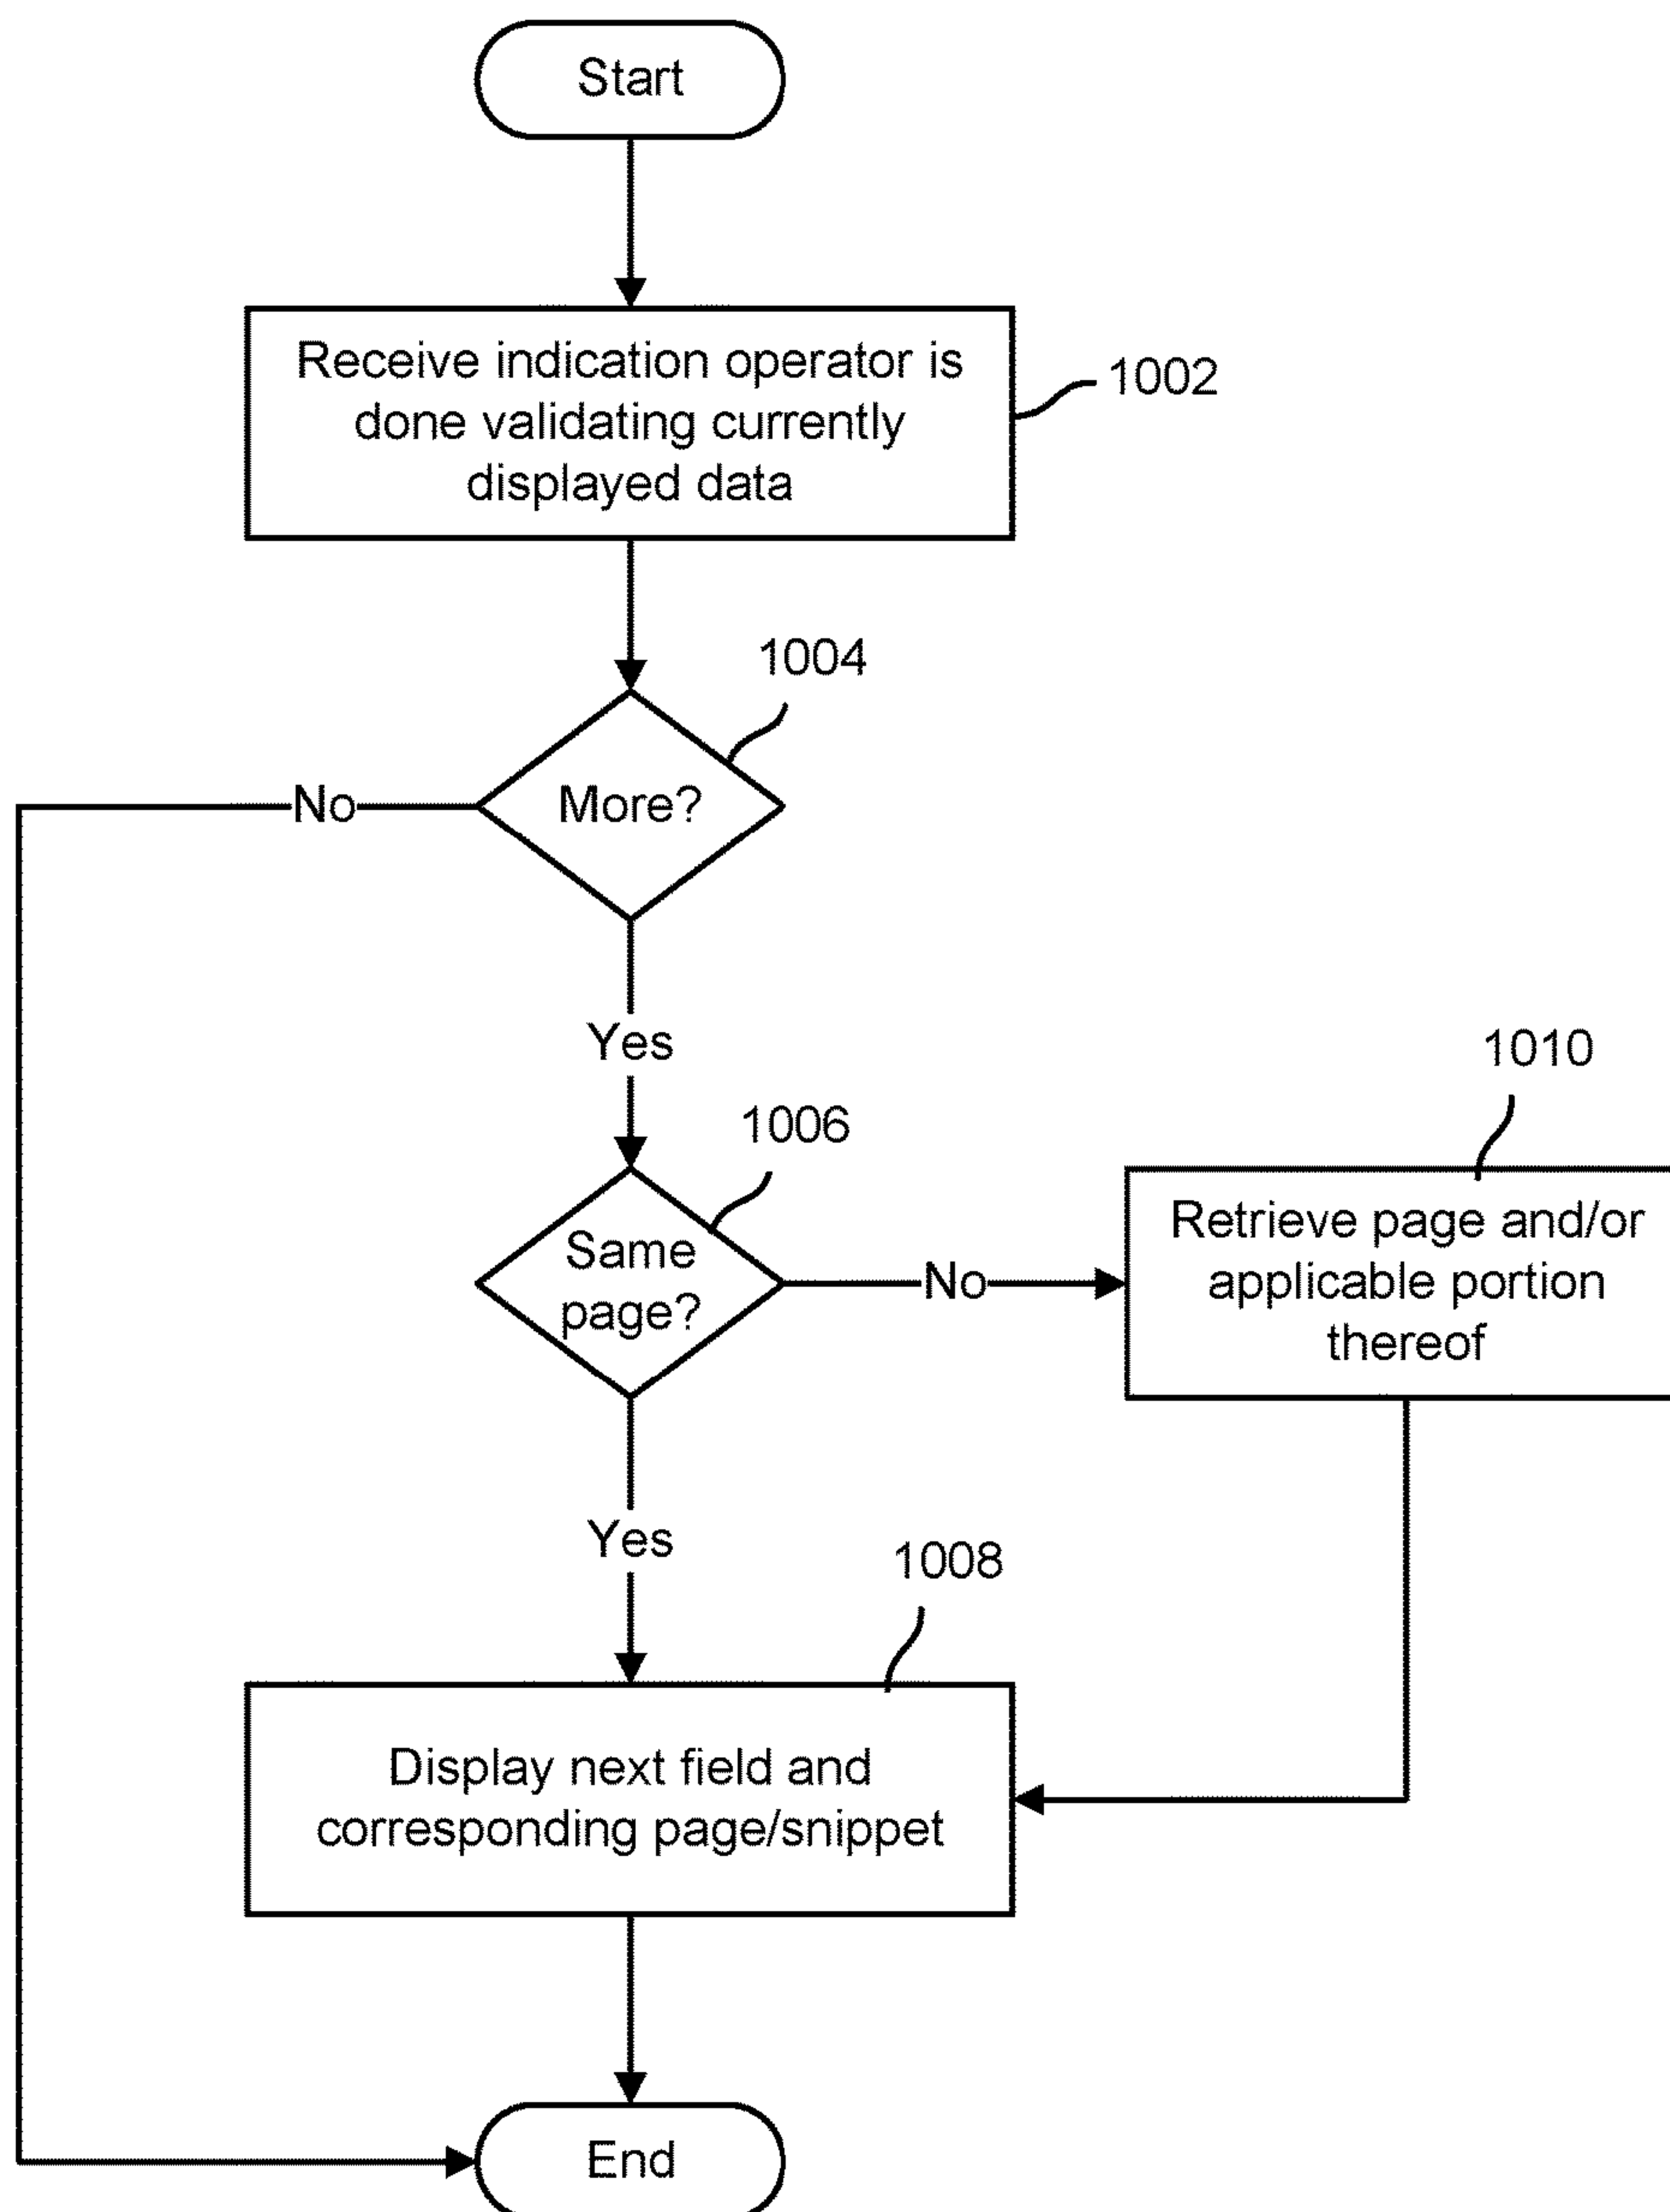 Start
Receive indication operator is
done validating currently
displayed data
1002
1004
More?
No
Yes
1006
Same
page?
No
1010
Retrieve page and/or
applicable portion
thereof
Yes
1008
Display next field and
corresponding page/snippet
End